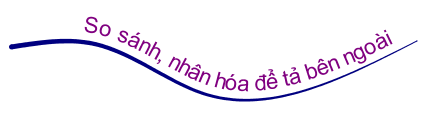 So sánh, nhân hóa để tả bên ngoài